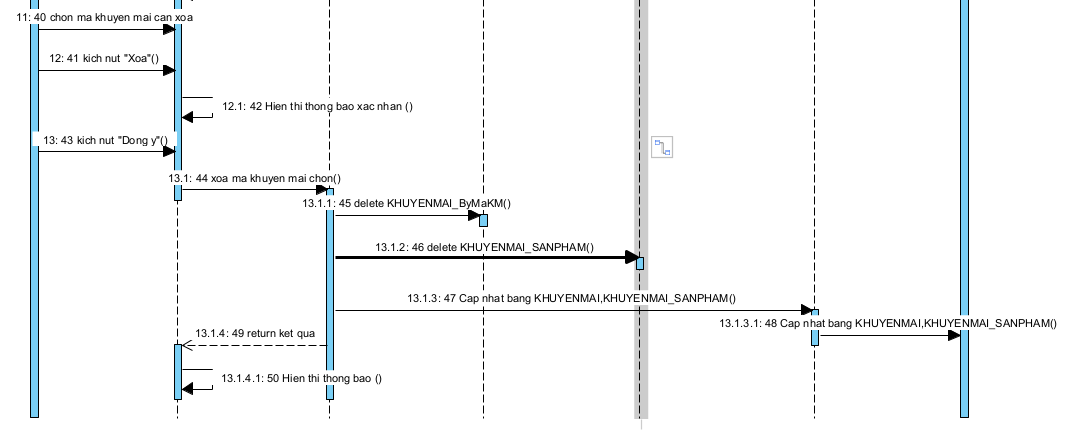 11: 40 chon ma khuyen mai can xoa
12: 41 kich nut "Xoa"()
12.1: 42 Hien thi thong bao xac nhan ()
13: 43 kich nut "Dong y"()
13.1: 44 xoa ma khuyen mai chon()
13.1.1: 45 delete KHUYENMAI_ByMaKM()
13.1.2: 46 delete KHUYENMAI_SANPHAM()
13.1.3: 47 Cap nhat bang KHUYENMAI,KHUYENMAI_SANPHAM()
13.1.3.1: 48 Cap nhat bang KHUYENMAI,KHUYENMAI_SANPHAM()
13.1.4: 49 return ket qua
13.1.4.1: 50 Hien thi thong bao ()